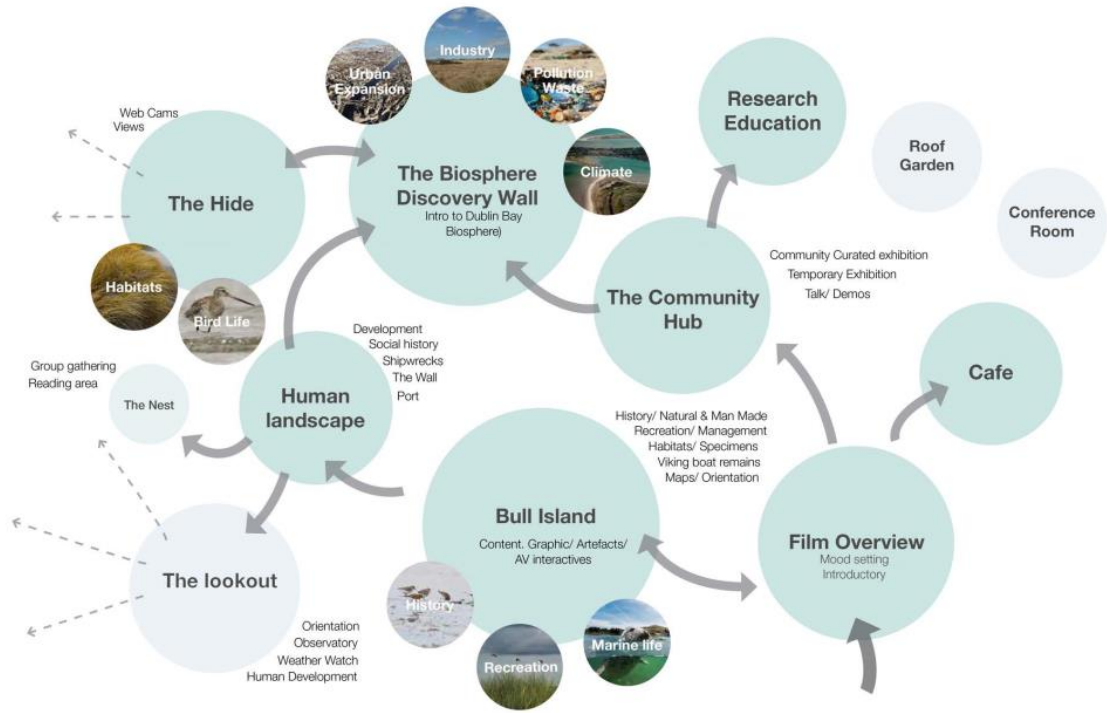 Industry
Urban
Expansion
Pollution
Waste
Climate
The Biosphere
Discovery Wall
Intro to Dublin Bay
Biosphere)
Web Cams
Views
The Hide
Habitats
Bird Life
Research
Education
Roof
Garden
Conference
Room
Community Curated exhibition
Temporary Exhibition
Talk/ Demos
The Community
Hub
Cafe
Development
Social history
Shipwrecks
The Wall
Port
Human
landscape
Group gathering
Reading area
The Nest
History/ Natural & Man Made
Recreation/ Management
Habitats/ Specimens
Viking boat remains
Maps/ Orientation
Bull Island
Content. Graphic/ Artefacts/
AV interactives
Film Overview
Mood setting
Introductory
The lookout
Orientation
Observatory
Weather Watch
Human Development
History
Recreation
Marine life